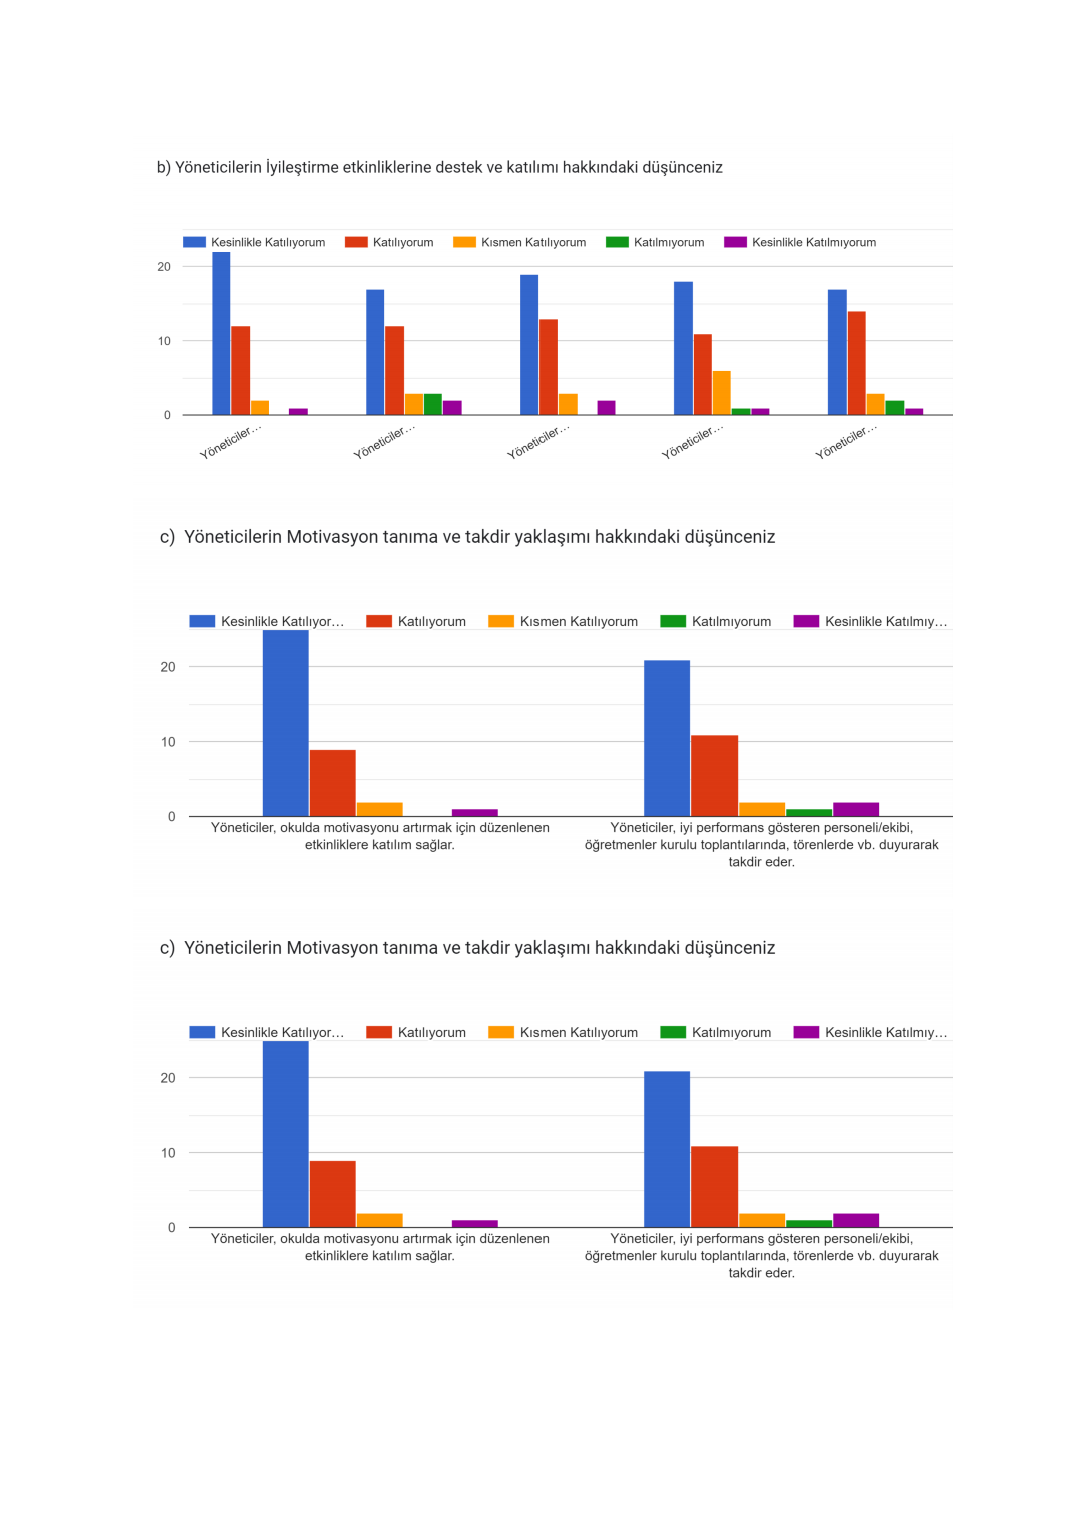 b) Yöneticilerin İyileştirme etkinliklerine destek ve katılımı hakkındaki düşünceniz
Kesinlikle Katılıyorum Katılıyorum Kısmen Katılıyorum Katılmıyorum Kesinlikle Katılmıyorum
20
10
0
Yöneticiler… Yöneticiler… Yöneticiler… Yöneticiler… Yöneticiler…
c) Yöneticilerin Motivasyon tanıma ve takdir yaklaşımı hakkındaki düşünceniz
Kesinlikle Katılıyor… Katılıyorum Kısmen Katılıyorum Katılmıyorum Kesinlikle Katılmıy…
20
10
0
Yöneticiler, okulda motivasyonu artırmak için düzenlenen
etkinliklere katılım sağlar.
Yöneticiler, iyi performans gösteren personeli/ekibi,
öğretmenler kurulu toplantılarında, törenlerde vb. duyurarak
takdir eder.
c) Yöneticilerin Motivasyon tanıma ve takdir yaklaşımı hakkındaki düşünceniz
Kesinlikle Katılıyor… Katılıyorum Kısmen Katılıyorum Katılmıyorum Kesinlikle Katılmıy…
20
10
0
Yöneticiler, okulda motivasyonu artırmak için düzenlenen
etkinliklere katılım sağlar.
Yöneticiler, iyi performans gösteren personeli/ekibi,
öğretmenler kurulu toplantılarında, törenlerde vb. duyurarak
takdir eder.